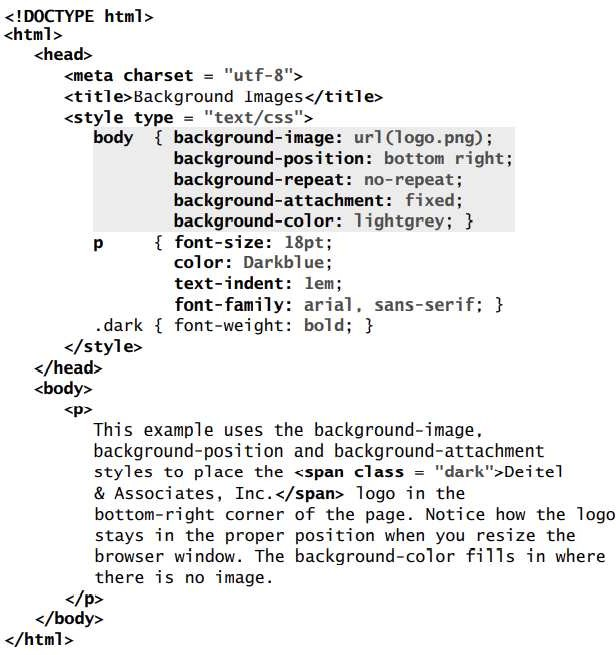 <!DOCTYPE html>
<html>
   <head>
      <meta charset = "utf-8">
      <title>Background Images</title>
      <style type = "text/css">
         body  { background-image: url(logo.png);
                 background-position: bottom right;
                 background-repeat: no-repeat;
                 background-attachment: fixed;
                 background-color: lightgrey; }
         p     { font-size: 18pt;
                 color: Darkblue;
                 text-indent: 1em;
                 font-family: arial, sans-serif; }
         .dark { font-weight: bold; }
      </style>
   </head>
   <body>
      <p>
         This example uses the background-image,
         background-position and background-attachment
         styles to place the <span class = "dark">Deitel
         & Associates, Inc.</span> logo in the
         bottom-right corner of the page. Notice how the logo
         stays in the proper position when you resize the
         browser window. The background-color fills in where
         there is no image.
      </p>
   </body>
</html>